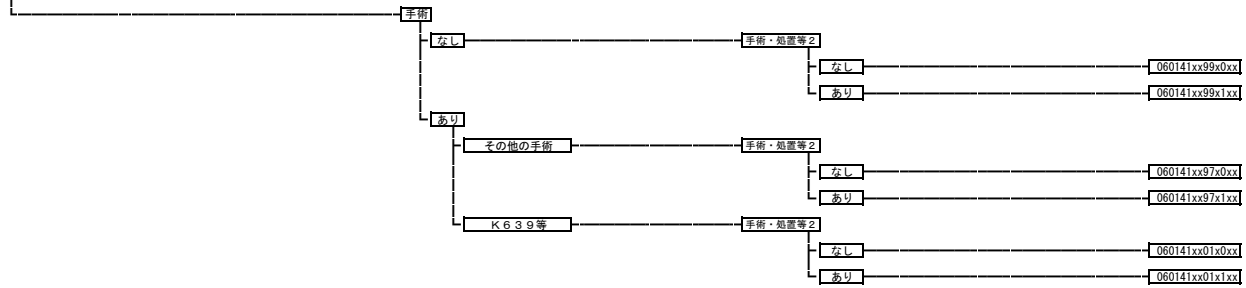 手術
なし 手術・処置等2
なし 060141xx99x0xx
あり 060141xx99x1xx
あり
その他の手術 手術・処置等2
なし 060141xx97x0xx
あり 060141xx97x1xx
K639等 手術・処置等2
なし 060141xx01x0xx
あり 060141xx01x1xx